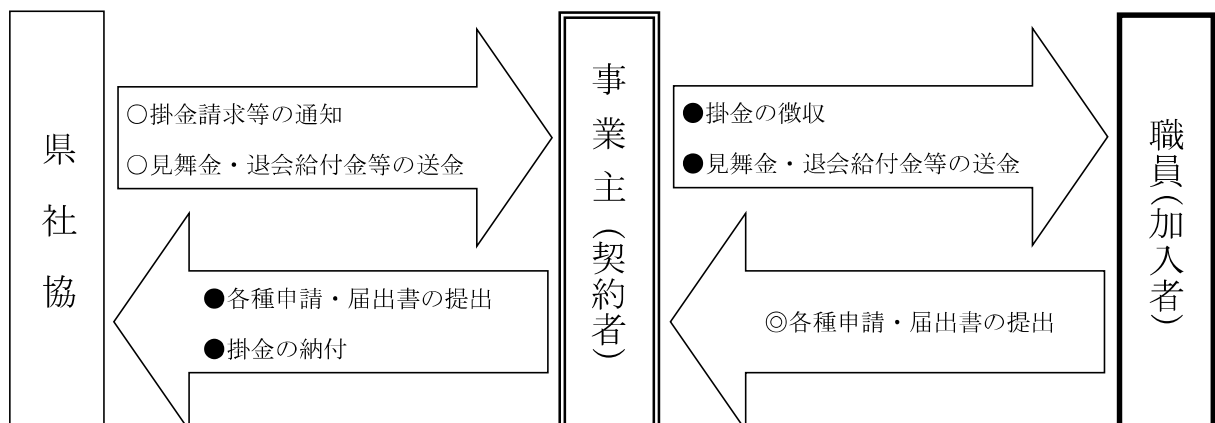 県社協
○掛金請求等の通知
○見舞金・退会給付金等の送金
●各種申請・届出書の提出
●掛金の納付
事業主(契約者)
●掛金の徴収
●見舞金・退会給付金等の送金
◎各種申請・届出書の提出
職員(加入者)